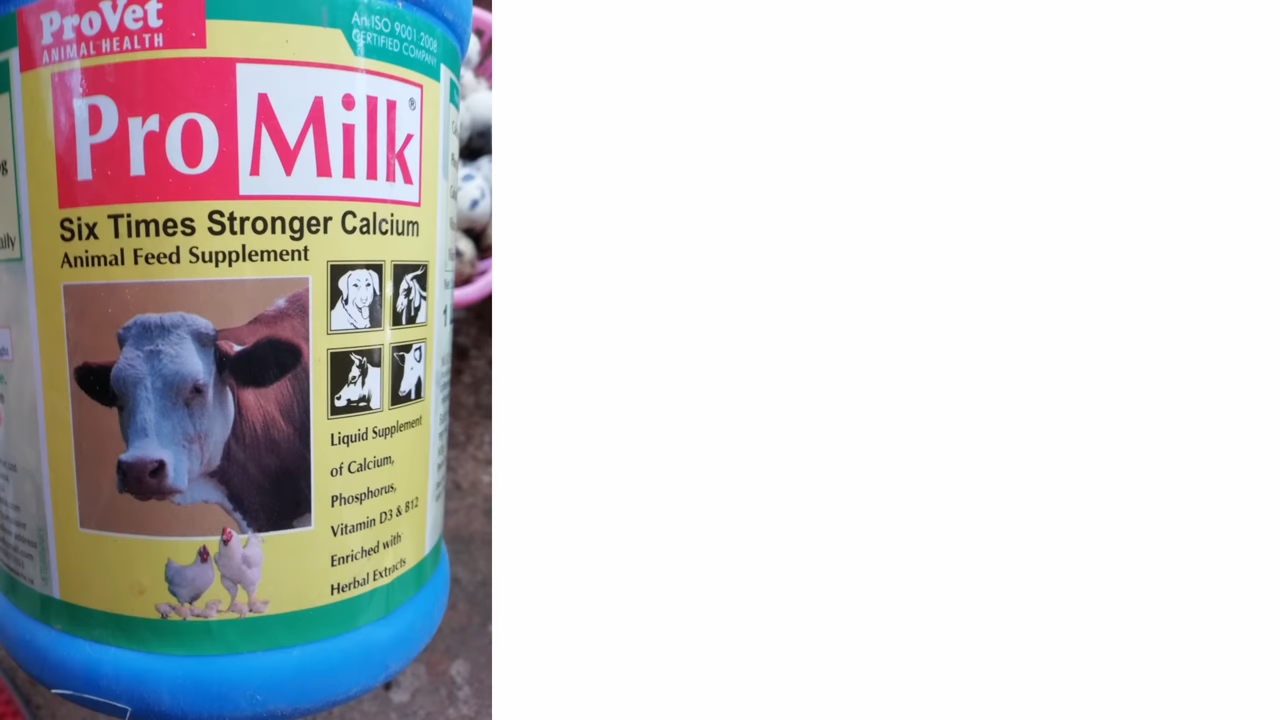 ProVet
ANIMAL HEALTH
An ISO 9001:2008
CERTIFIED COMPANY
Pro Milk®
Six Times Stronger Calcium
Animal Feed Supplement
Liquid Supplement
of Calcium,
Phosphorus,
Vitamin D3 & B12
Enriched with
Herbal Extracts